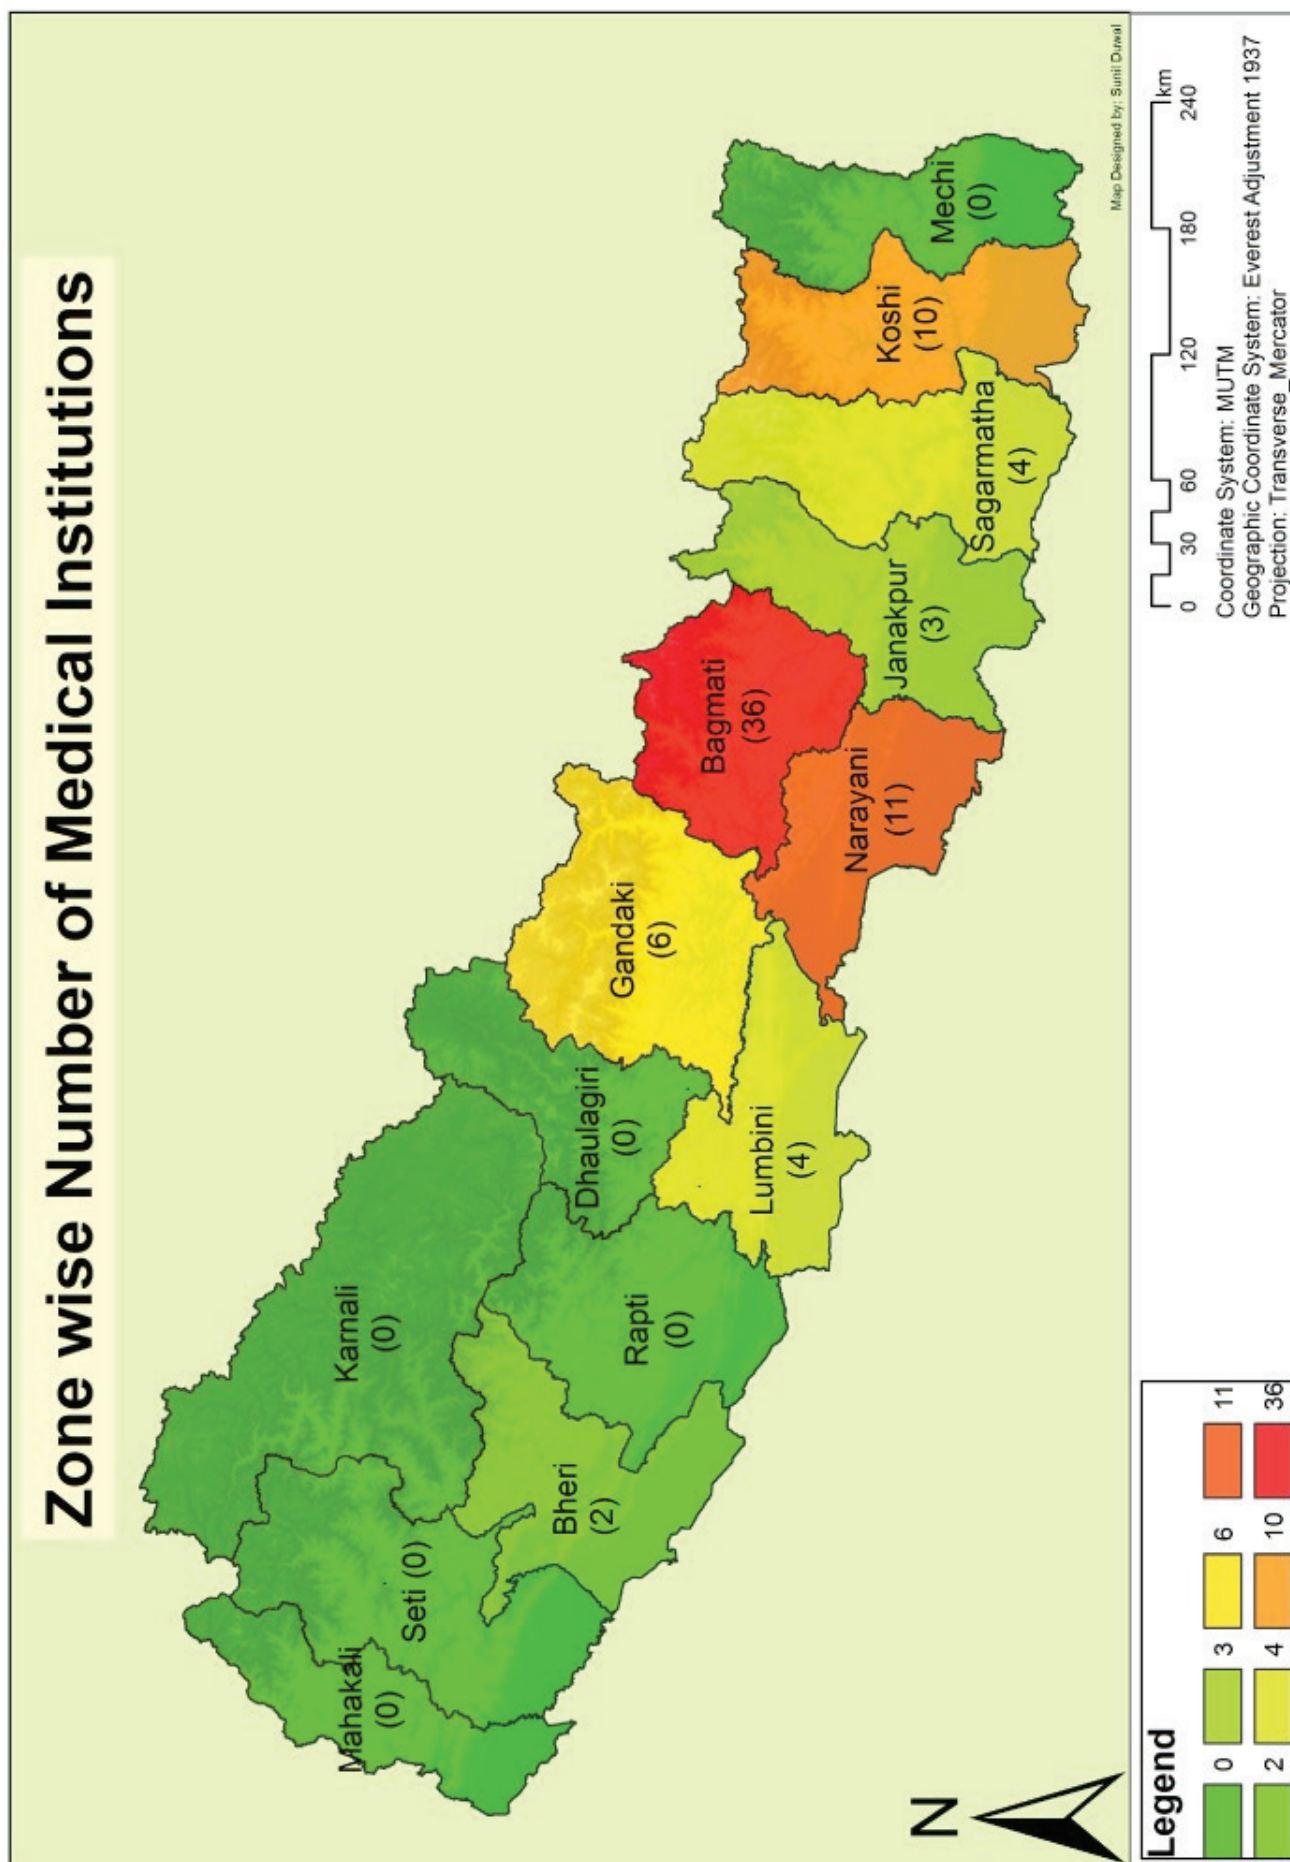 Zone wise Number of Medical Institutions
Mahakali
(0)
Seti (0)
Karnali
(0)
Bheri
(2)
Rapti
(0)
Dhaulagiri
(0)
Gandaki
(6)
Lumbini
(4)
Bagmati
(36)
Narayani
(11)
Janakpur
(3)
Sagarmatha
(4)
Koshi
(10)
Mechi
(0)
Map Designed by: Sunil Duwal
N
Legend
0 3 6 11
2 4 10 36
0 30 60 120 180 240
km
Coordinate System: MUTM
Geographic Coordinate System: Everest Adjustment 1937
Projection: Transverse_Mercator